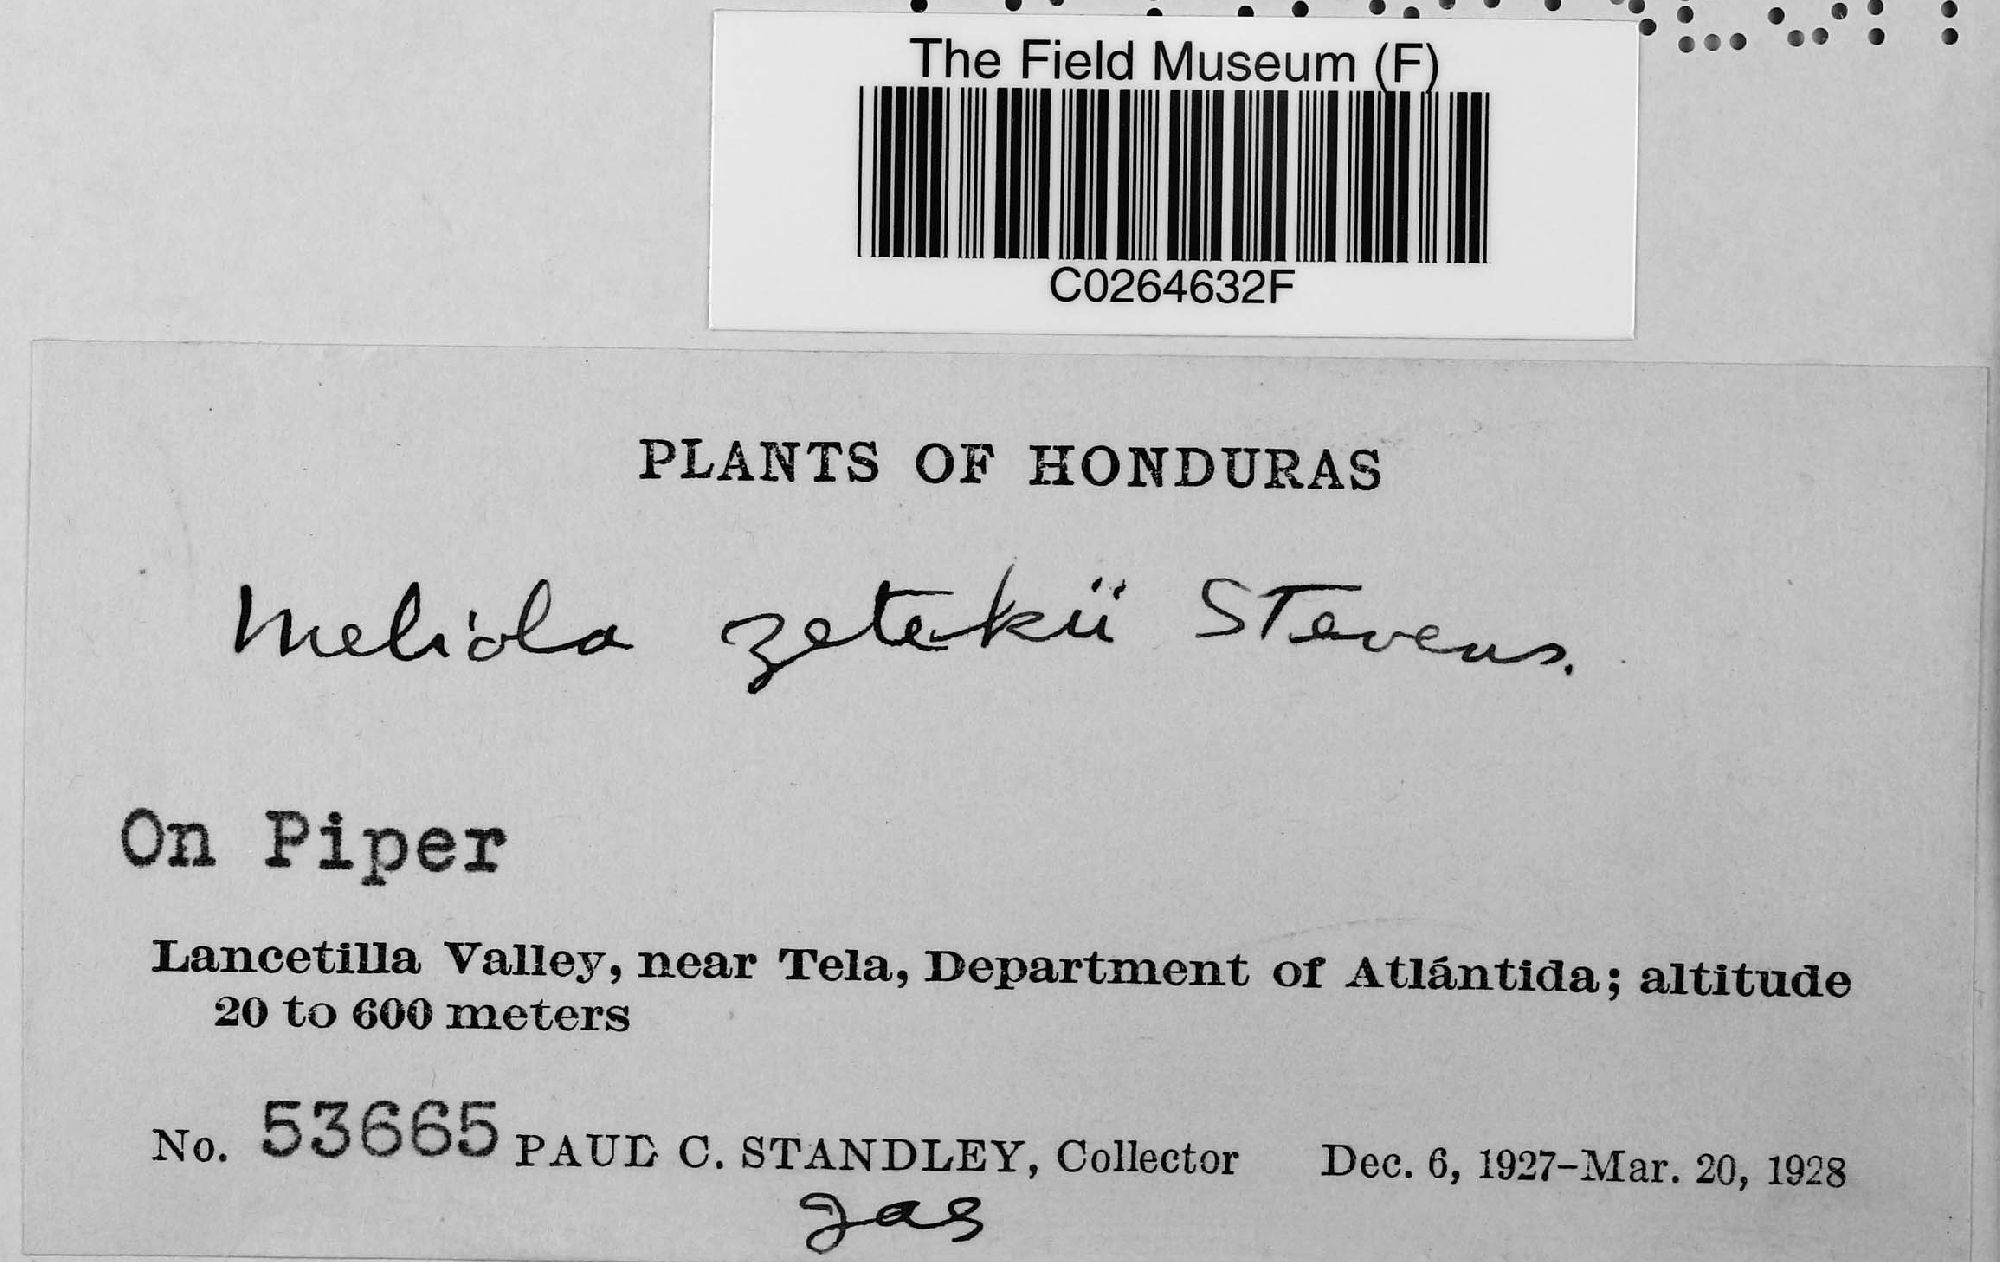 The Field Museum (F)
C0264632F
PLANTS OF HONDURAS
Meliola zetekii Stevens.
On Piper
Lancetilla Valley, near Tela, Department of Atlántida; altitude
20 to 600 meters
No. 53665 PAUL C. STANDLEY, Collector Dec. 6, 1927–Mar. 20, 1928